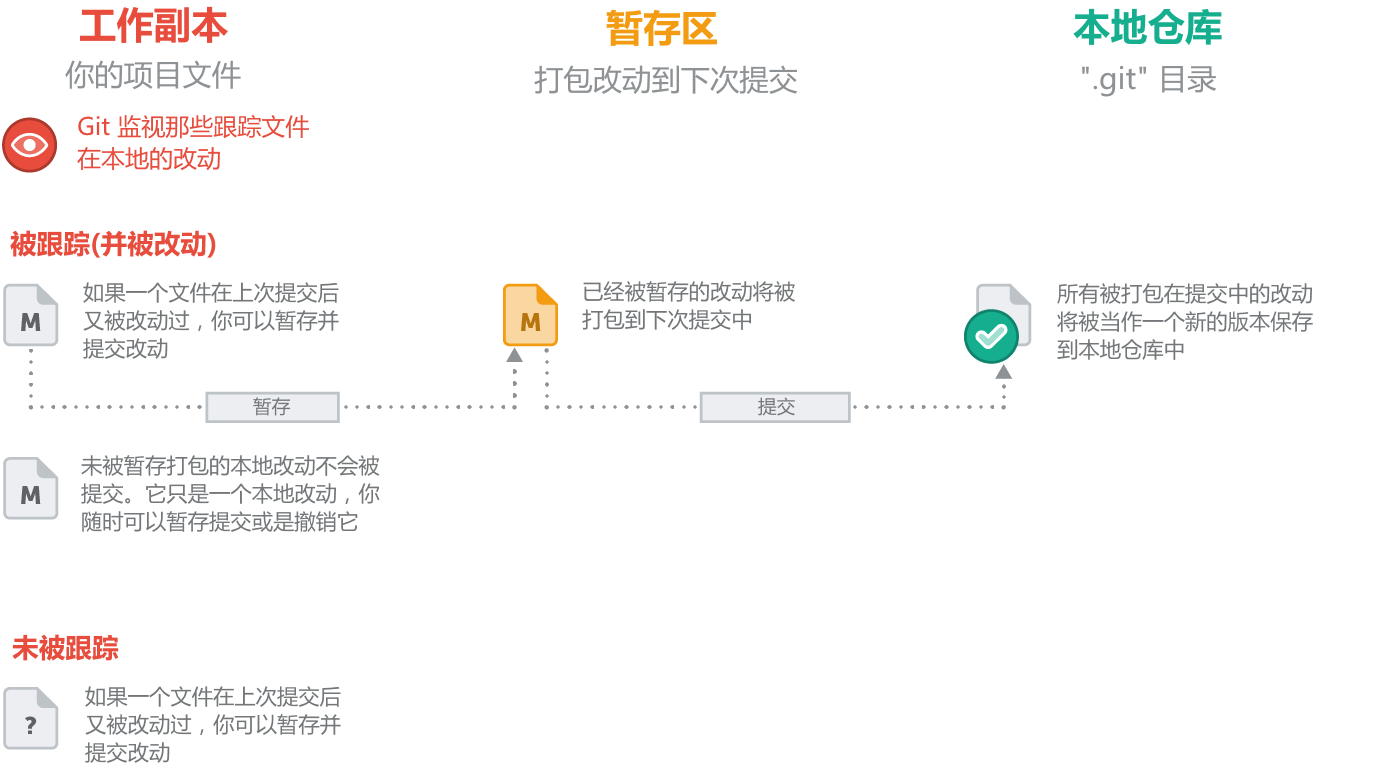 工作副本
你的项目文件
暂存区
打包改动到下次提交
本地仓库
".git" 目录
Git 监视那些跟踪文件
在本地的改动
被跟踪(并被改动)
M
如果一个文件在上次提交后
又被改动过，你可以暂存并
提交改动
M
已经被暂存的改动将被
打包到下次提交中
所有被打包在提交中的改动
将被当作一个新的版本保存
到本地仓库中
暂存
提交
M
未被暂存打包的本地改动不会被
提交。它只是一个本地改动，你
随时可以暂存提交或是撤销它
未被跟踪
?
如果一个文件在上次提交后
又被改动过，你可以暂存并
提交改动